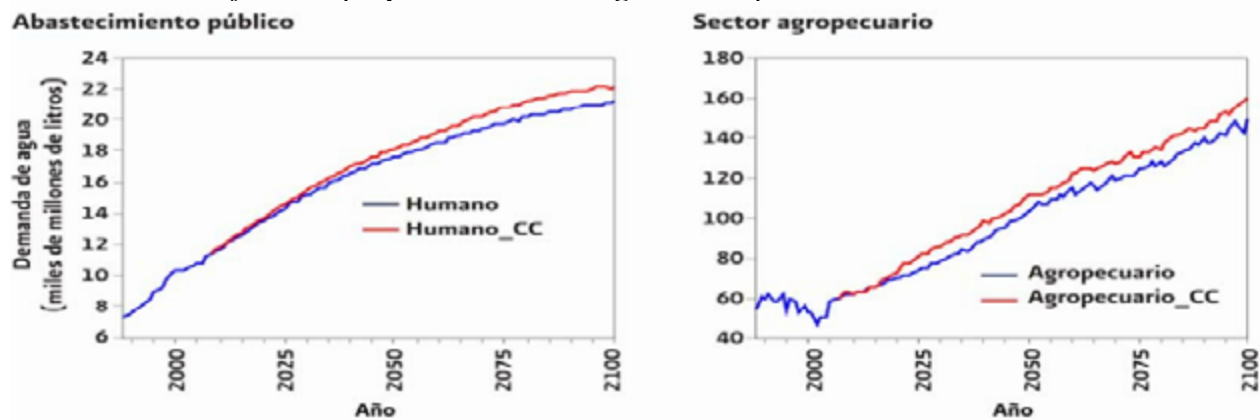 Abastecimiento público
Demanda de agua
(miles de millones de litros)
24
22
20
18
16
14
12
10
8
6
Humano
Humano_CC
2000
2025
2050
2075
2100
Año
Sector agropecuario
180
160
140
120
100
80
60
40
Agropecuario
Agropecuario_CC
2000
2025
2050
2075
2100
Año